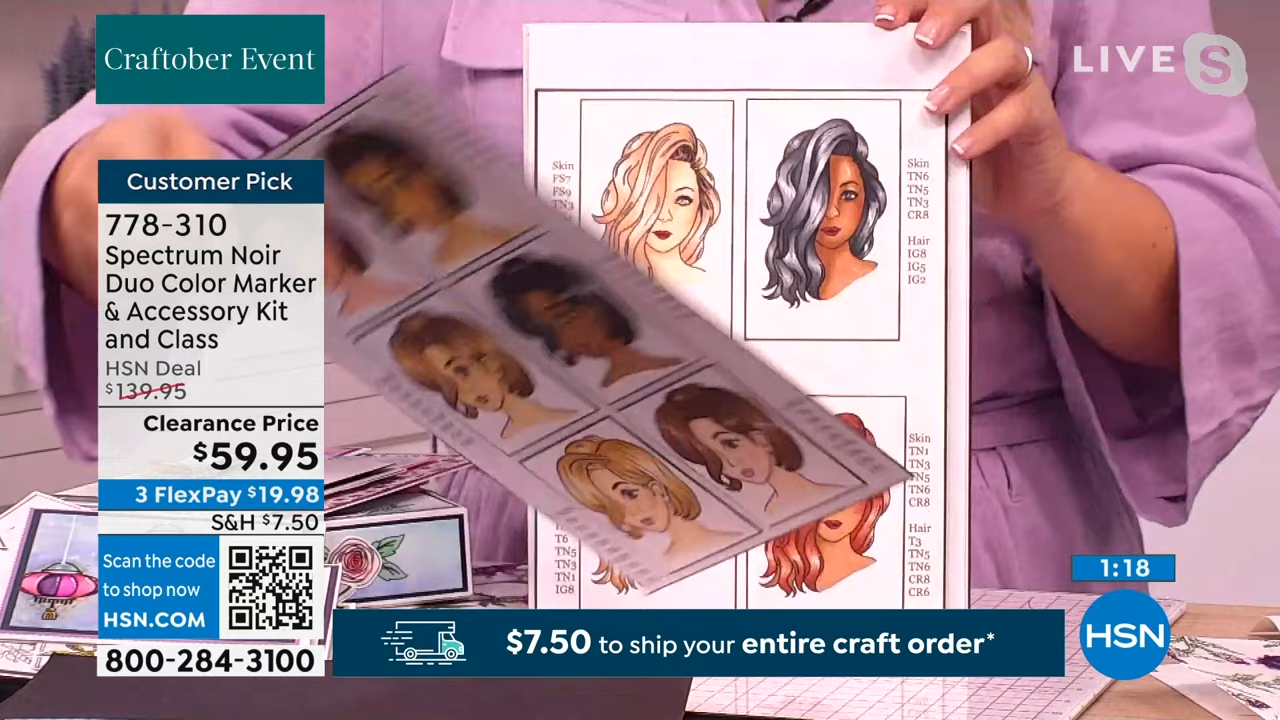 Craftober Event
LIVE S
Customer Pick
778-310
Spectrum Noir
Duo Color Marker
& Accessory Kit
and Class
HSN Deal
$139.95
Clearance Price
$59.95
3 FlexPay $19.98
S&H $7.50
Scan the code
to shop now
HSN.COM
800-284-3100
Skin
FS7
FS9
TN3
Skin
TN6
TN5
TN3
CR8
Hair
IG8
IG5
IG2
Skin
TN1
TN3
TN5
TN6
CR8
Hair
T3
TN5
TN6
CR8
CR6
T6
TN5
TN3
TN1
IG8
1:18
HSN
$7.50 to ship your entire craft order*